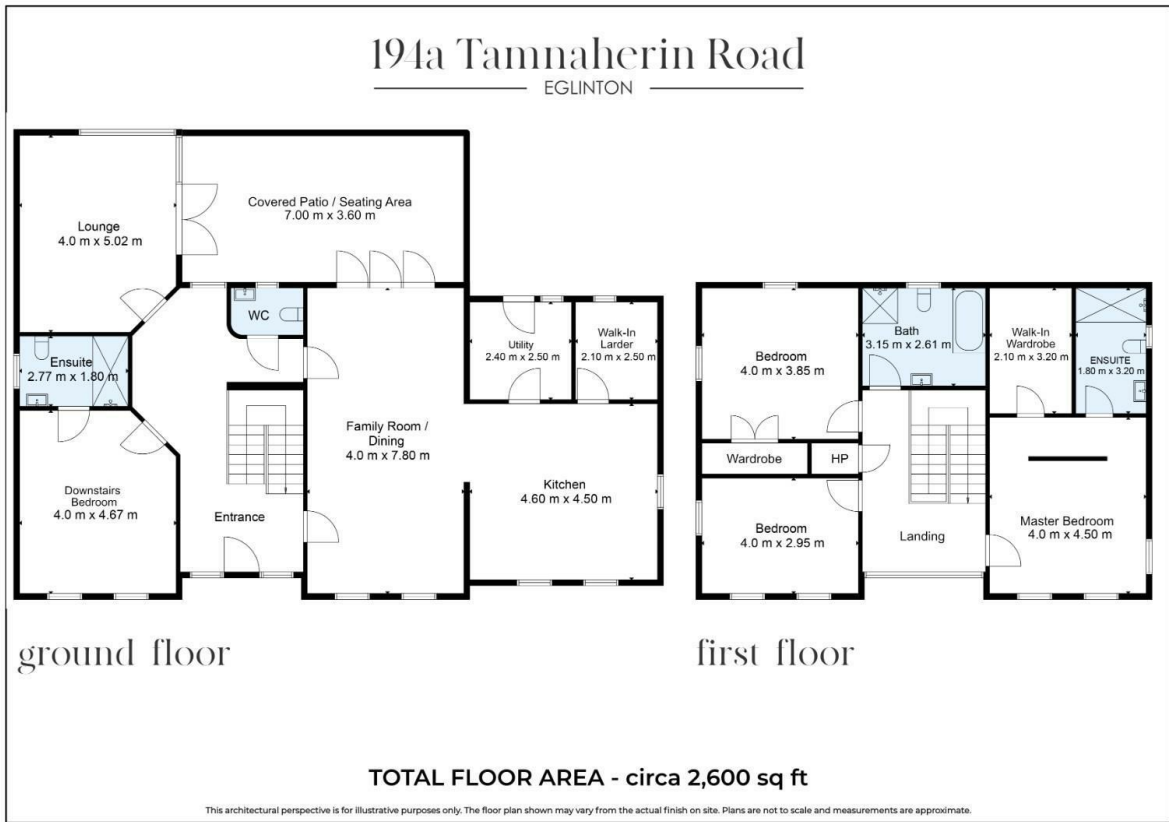 194a Tamnaherin Road
EGLINTON
Lounge
4.0 m x 5.02 m
Covered Patio / Seating Area
7.00 m x 3.60 m
WC
Ensuite
2.77 m x 1.80 m
Utility
2.40 m x 2.50 m
Walk-In
Larder
2.10 m x 2.50 m
Family Room /
Dining
4.0 m x 7.80 m
Downstairs
Bedroom
4.0 m x 4.67 m
Entrance
Kitchen
4.60 m x 4.50 m
ground floor
Bedroom
4.0 m x 3.85 m
Bath
3.15 m x 2.61 m
Walk-In
Wardrobe
2.10 m x 3.20 m
ENSUITE
1.80 m x 3.20 m
Wardrobe
HP
Bedroom
4.0 m x 2.95 m
Landing
Master Bedroom
4.0 m x 4.50 m
first floor
TOTAL FLOOR AREA - circa 2,600 sq ft
This architectural perspective is for illustrative purposes only. The floor plan shown may vary from the actual finish on site. Plans are not to scale and measurements are approximate.